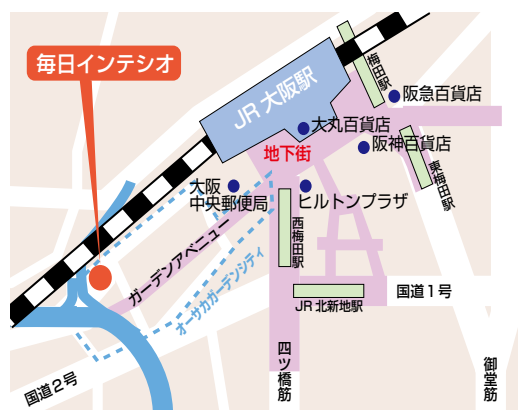 毎日インテシオ
JR 大阪駅
梅田駅
阪急百貨店
大丸百貨店
地下街
阪神百貨店
東梅田駅
大阪
中央郵便局
ヒルトンプラザ
西梅田駅
ガーデンアベニュー
オーサカガーデンシティ
国道1号
JR 北新地駅
国道2号
四ツ橋筋
御堂筋